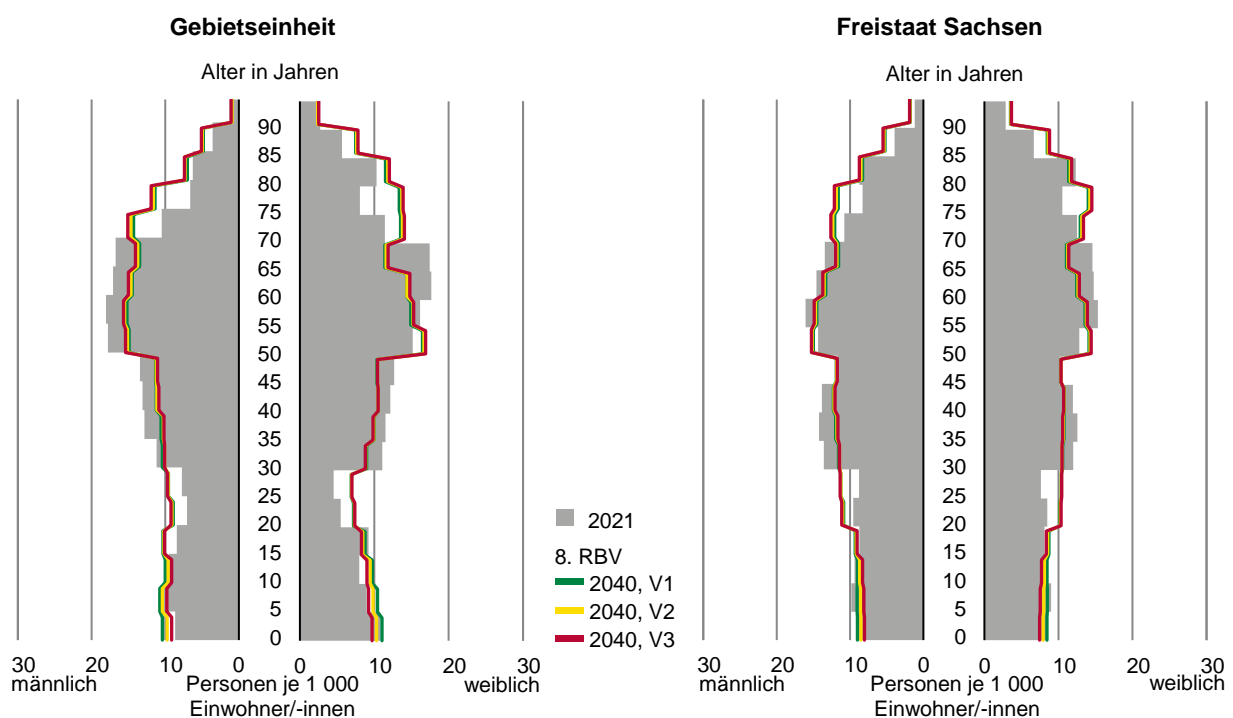 Gebietseinheit
Alter in Jahren
90
85
80
75
70
65
60
55
50
45
40
35
30
25
20
15
10
5
0
30 20 10 0 0 10 20 30
männlich Personen je 1 000 weiblich
Einwohner/-innen
2021
8. RBV
2040, V1
2040, V2
2040, V3
Freistaat Sachsen
Alter in Jahren
90
85
80
75
70
65
60
55
50
45
40
35
30
25
20
15
10
5
0
30 20 10 0 0 10 20 30
männlich Personen je 1 000 weiblich
Einwohner/-innen